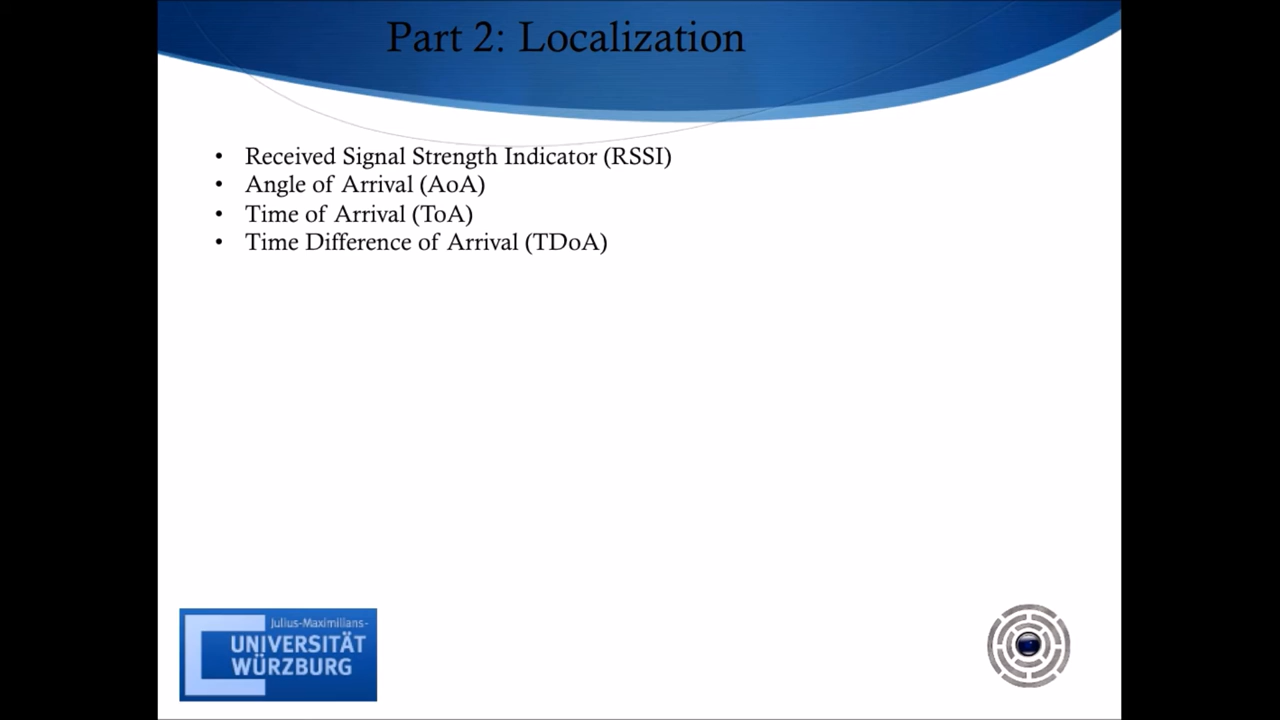 Part 2: Localization
• Received Signal Strength Indicator (RSSI)
• Angle of Arrival (AoA)
• Time of Arrival (ToA)
• Time Difference of Arrival (TDoA)
Julius-Maximilians-
UNIVERSITÄT
WÜRZBURG